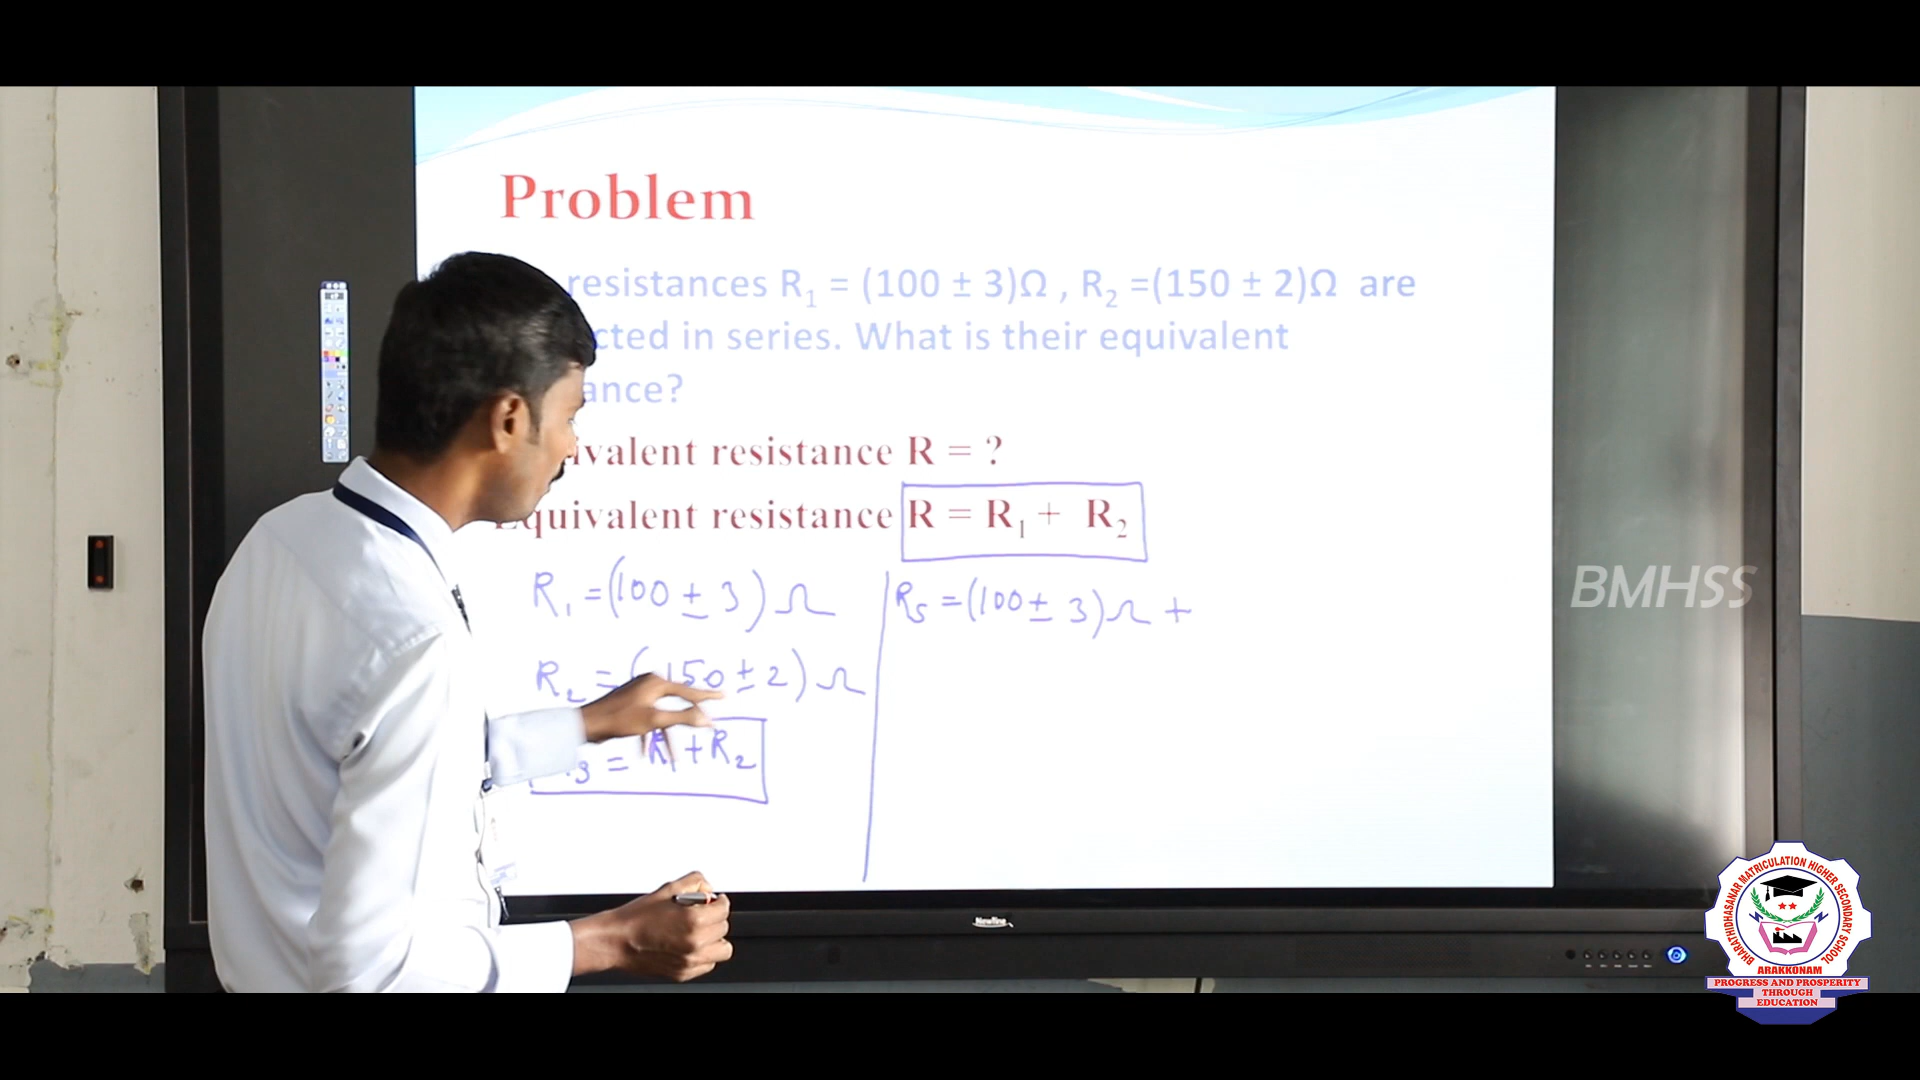 Problem
resistances R₁ = (100 ± 3)Ω , R₂ =(150 ± 2)Ω are
cted in series. What is their equivalent
ance?
ivalent resistance R = ?
quivalent resistance R = R₁ + R₂
R₁ = (100 ± 3) Ω
R₂ = (150 ± 2) Ω
= R₁ + R₂
Rs = (100 ± 3) Ω +
BMHSS
Newline
BHARATHIDHASANAR MATRICULATION HIGHER SECONDARY SCHOOL
ARAKKONAM
PROGRESS AND PROSPERITY
THROUGH
EDUCATION